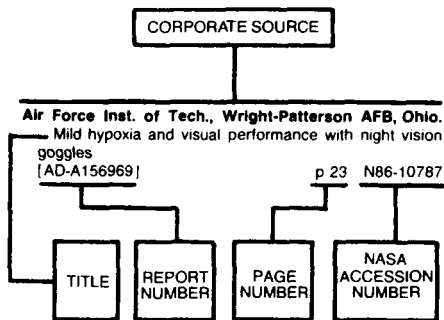 CORPORATE SOURCE
Air Force Inst. of Tech., Wright-Patterson AFB, Ohio.
Mild hypoxia and visual performance with night vision
goggles
[AD-A156969] p 23 N86-10787
TITLE
REPORT
NUMBER
PAGE
NUMBER
NASA
ACCESSION
NUMBER